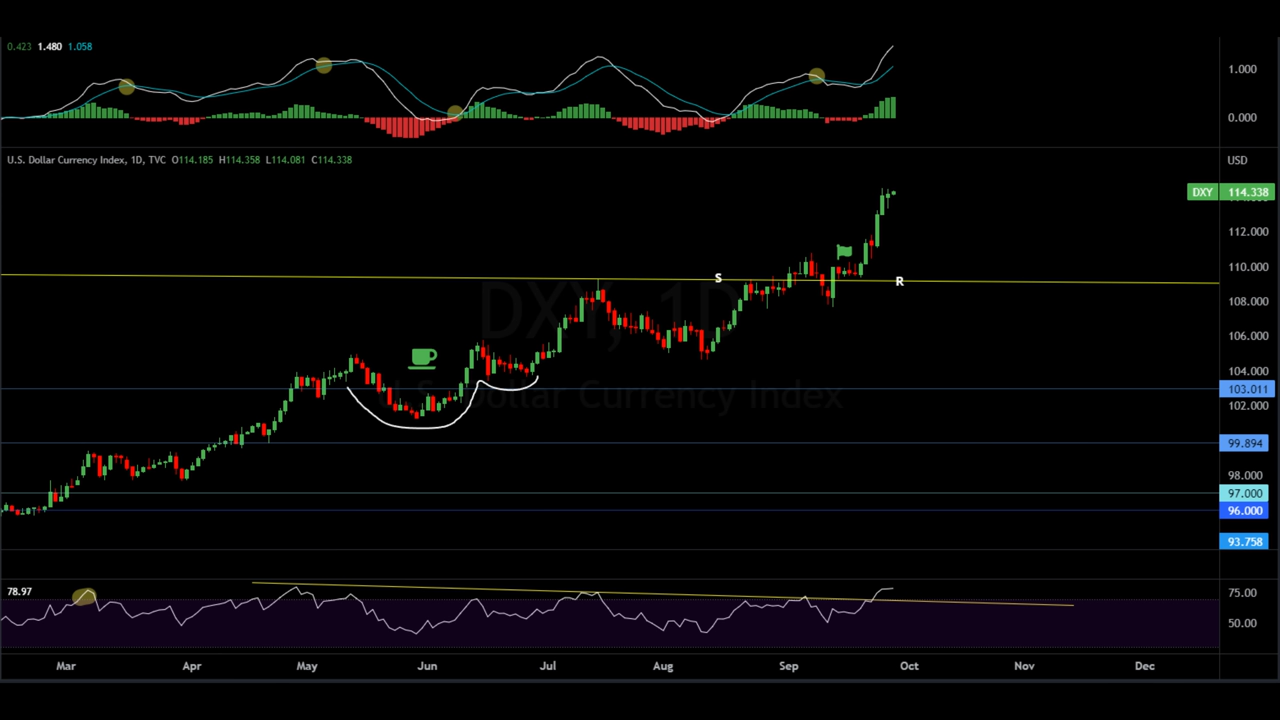 0.423 1.480 1.058
1.000
0.000
U.S. Dollar Currency Index, 1D, TVC O114.185 H114.358 L114.081 C114.338
USD
DXY 114.338
112.000
110.000
S
R
108.000
DXY, 1D
106.000
104.000
103.011
U.S. Dollar Currency Index
102.000
99.894
98.000
97.000
96.000
93.758
78.97
75.00
50.00
Mar Apr May Jun Jul Aug Sep Oct Nov Dec